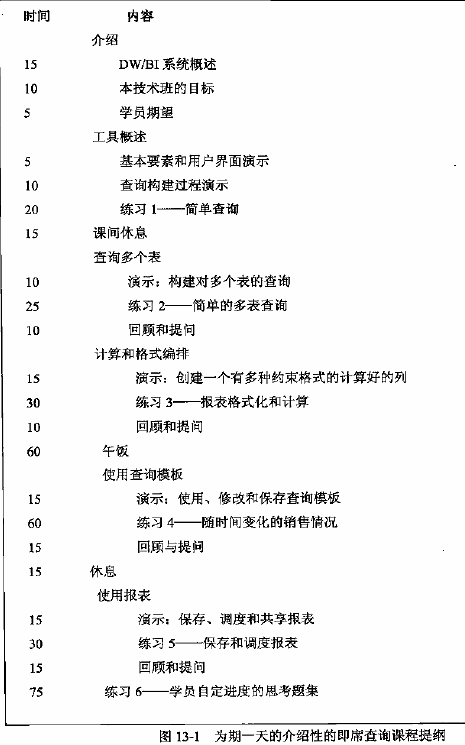 时间 内容
介绍
15 DW/BI 系统概述
10 本技术班的目标
5 学员期望
工具概述
5 基本要素和用户界面演示
10 查询构建过程演示
20 练习1——简单查询
15 课间休息
查询多个表
10 演示：构建对多个表的查询
25 练习2——简单的多表查询
10 回顾和提问
计算和格式编排
15 演示：创建一个有多种约束格式的计算好的列
30 练习3——报表格式化和计算
10 回顾和提问
60 午饭
使用查询模板
15 演示：使用、修改和保存查询模板
60 练习4——随时间变化的销售情况
15 回顾与提问
15 休息
使用报表
15 演示：保存、调度和共享报表
30 练习5——保存和调度报表
15 回顾和提问
75 练习6——学员自定进度的思考题集
图 13-1 为期一天的介绍性的即席查询课程提纲